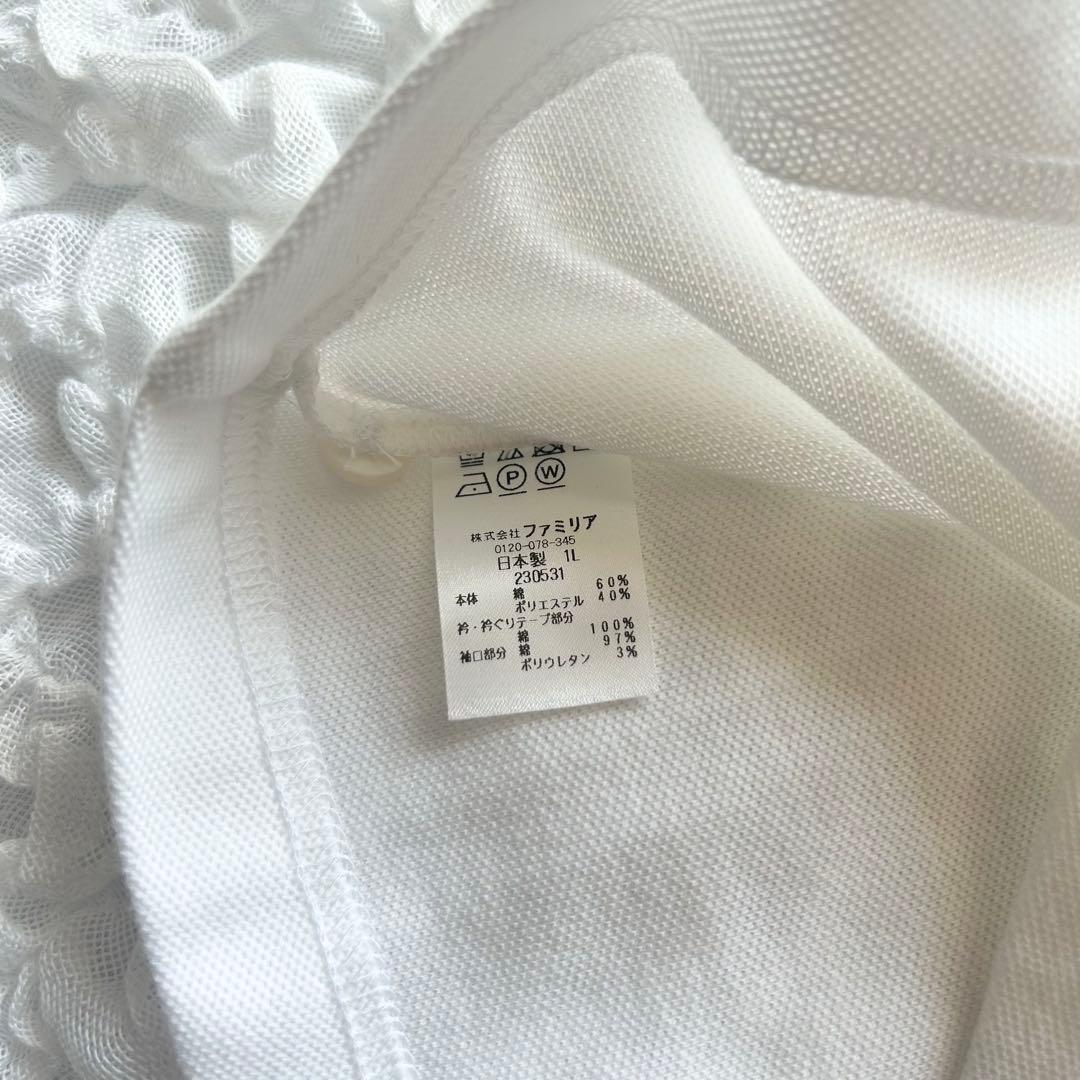 P W
株式会社ファミリア
0120-078-345
日本製 1L
230531
本体 綿 60%
ポリエステル 40%
衿・衿ぐりテープ部分
綿 100%
袖口部分 綿 97%
ポリウレタン 3%